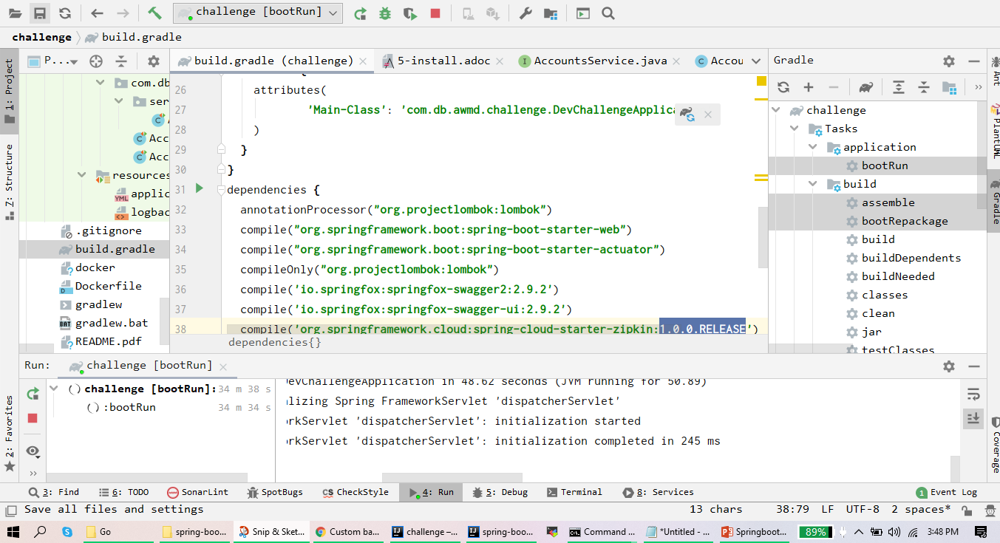 challenge [bootRun]
challenge build.gradle
P...
build.gradle (challenge)
5-install.adoc
AccountsService.java
Accou
Gradle
1: Project
Z: Structure
2: Favorites
com.db
ser
Acc
Acc
resources
applic
logbac
.gitignore
build.gradle
docker
Dockerfile
gradlew
gradlew.bat
README.pdf
26 attributes(
27 'Main-Class': 'com.db.awmd.challenge.DevChallengeApplica
28 )
29 }
30 }
31 dependencies {
32 annotationProcessor("org.projectlombok:lombok")
33 compile("org.springframework.boot:spring-boot-starter-web")
34 compile("org.springframework.boot:spring-boot-starter-actuator")
35 compileOnly("org.projectlombok:lombok")
36 compile('io.springfox:springfox-swagger2:2.9.2')
37 compile('io.springfox:springfox-swagger-ui:2.9.2')
38 compile('org.springframework.cloud:spring-cloud-starter-zipkin:1.0.0.RELEASE')
dependencies{}
challenge
Tasks
application
bootRun
build
assemble
bootRepackage
build
buildDependents
buildNeeded
classes
clean
jar
testClasses
Ant
PlantUML
Gradle
Coverage
Run: challenge [bootRun]
challenge [bootRun]: 34 m 38 s
:bootRun 34 m 34 s
DevChallengeApplication in 48.62 seconds (JVM running for 50.89)
alizing Spring FrameworkServlet 'dispatcherServlet'
orkServlet 'dispatcherServlet': initialization started
orkServlet 'dispatcherServlet': initialization completed in 245 ms
3: Find 6: TODO SonarLint SpotBugs CheckStyle 4: Run 5: Debug Terminal 8: Services 1 Event Log
Save all files and settings 13 chars 38:79 LF UTF-8 2 spaces*
Go spring-boo... Snip & Sket... Custom ba... challenge –... spring-boo... Command ... *Untitled - ... Springboot... 89% 3:48 PM